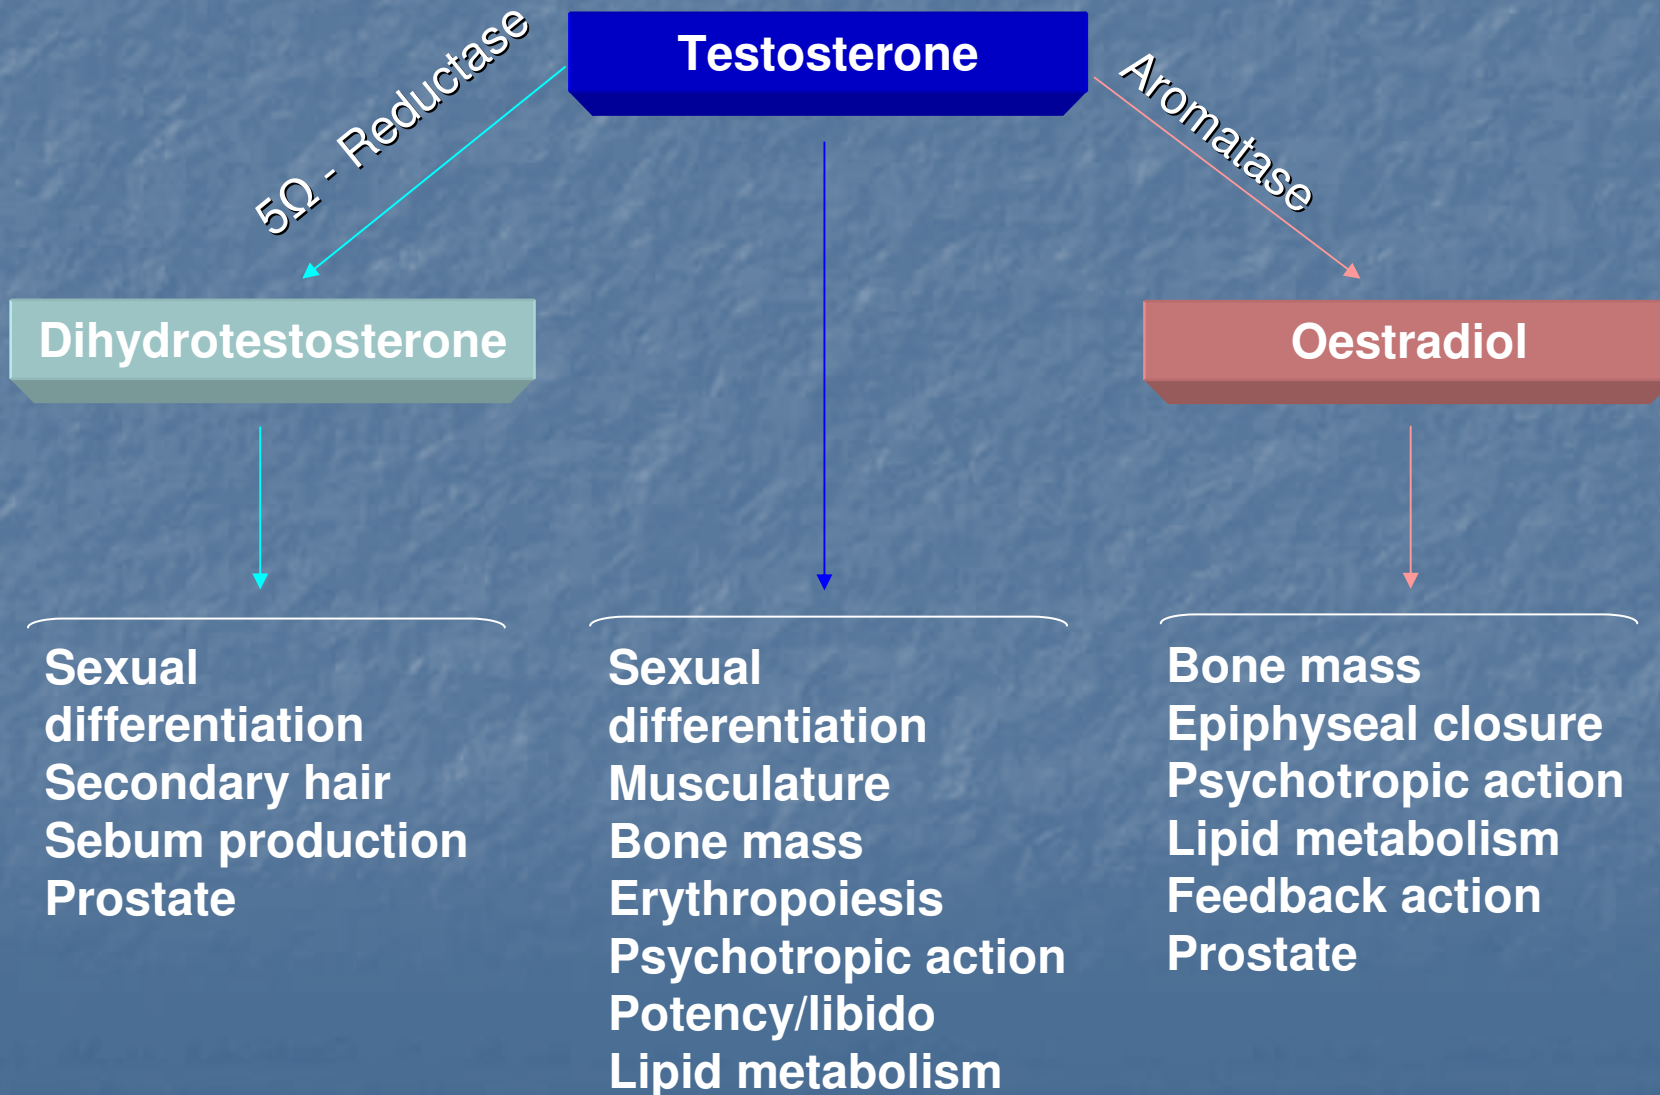 Testosterone
5Ω - Reductase
Aromatase
Dihydrotestosterone
Oestradiol
Sexual
differentiation
Secondary hair
Sebum production
Prostate
Sexual
differentiation
Musculature
Bone mass
Erythropoiesis
Psychotropic action
Potency/libido
Lipid metabolism
Bone mass
Epiphyseal closure
Psychotropic action
Lipid metabolism
Feedback action
Prostate